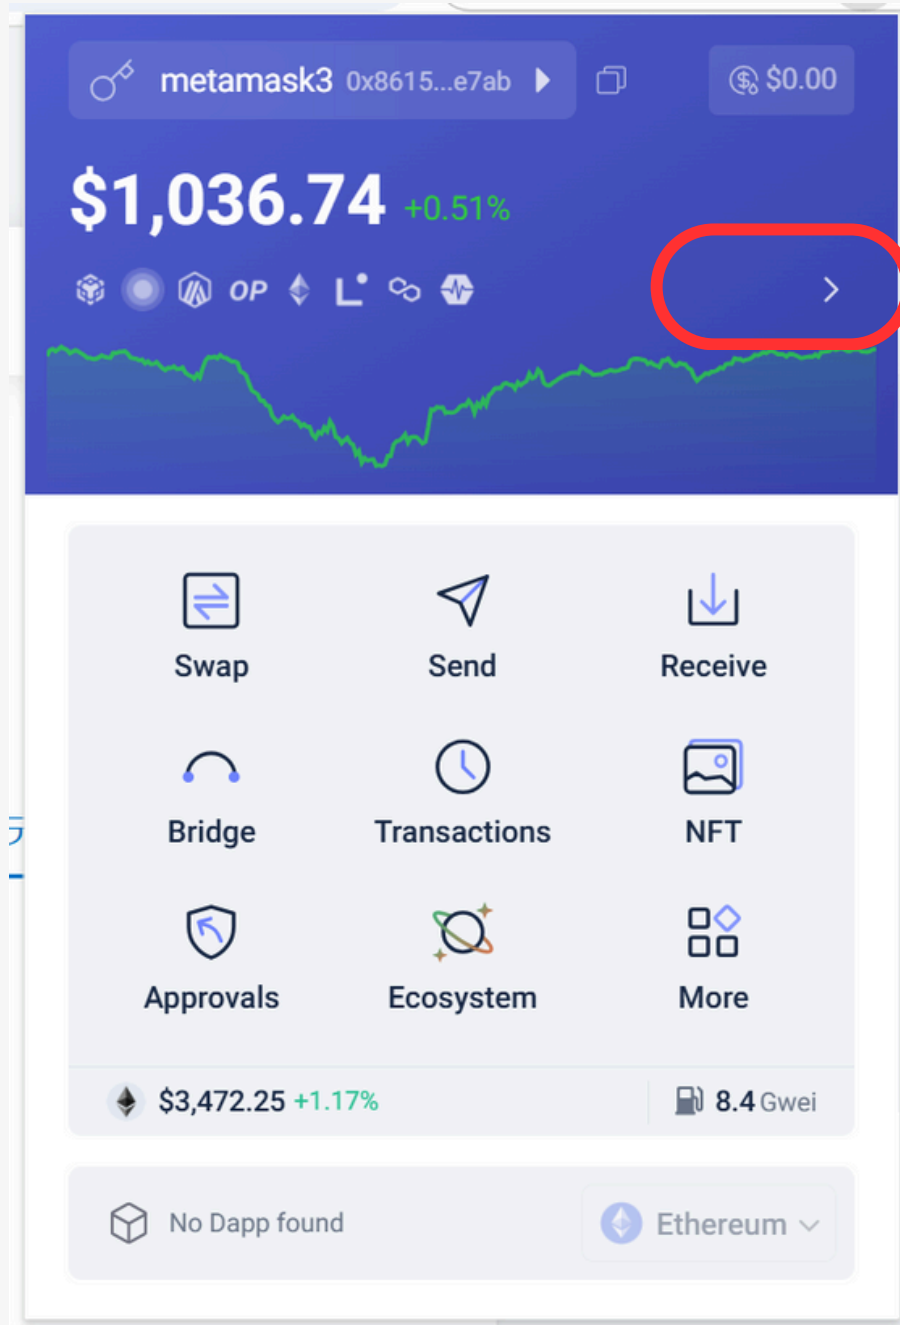 metamask3 0x8615...e7ab $0.00
$1,036.74 +0.51%
OP
Swap Send Receive
Bridge Transactions NFT
Approvals Ecosystem More
$3,472.25 +1.17% 8.4 Gwei
No Dapp found Ethereum